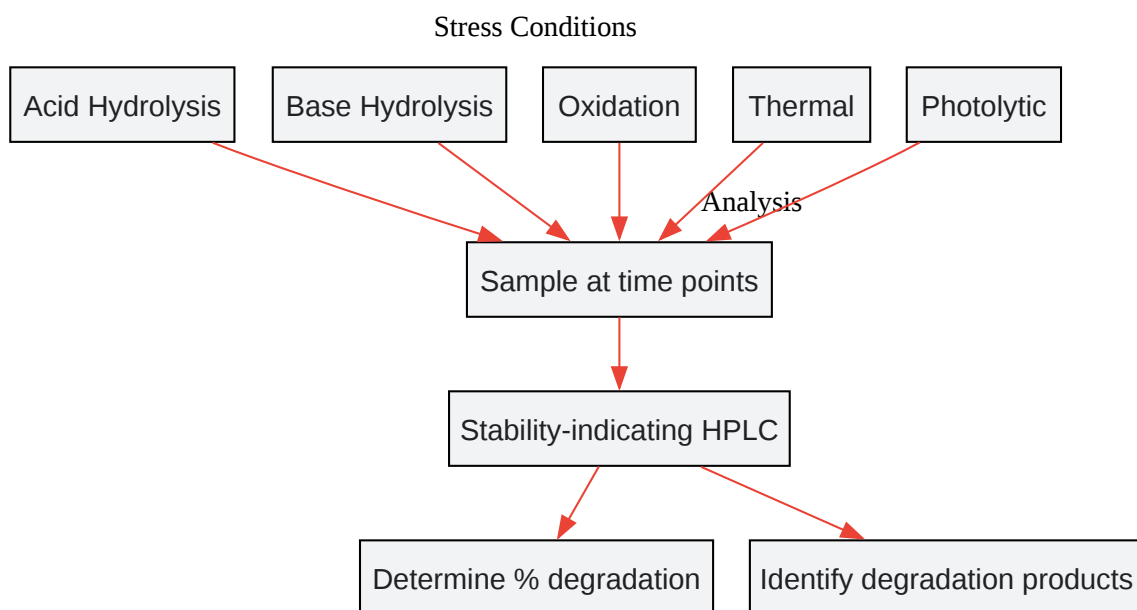 Stress Conditions
Acid Hydrolysis
Base Hydrolysis
Oxidation
Thermal
Photolytic
Analysis
Sample at time points
Stability-indicating HPLC
Determine % degradation
Identify degradation products